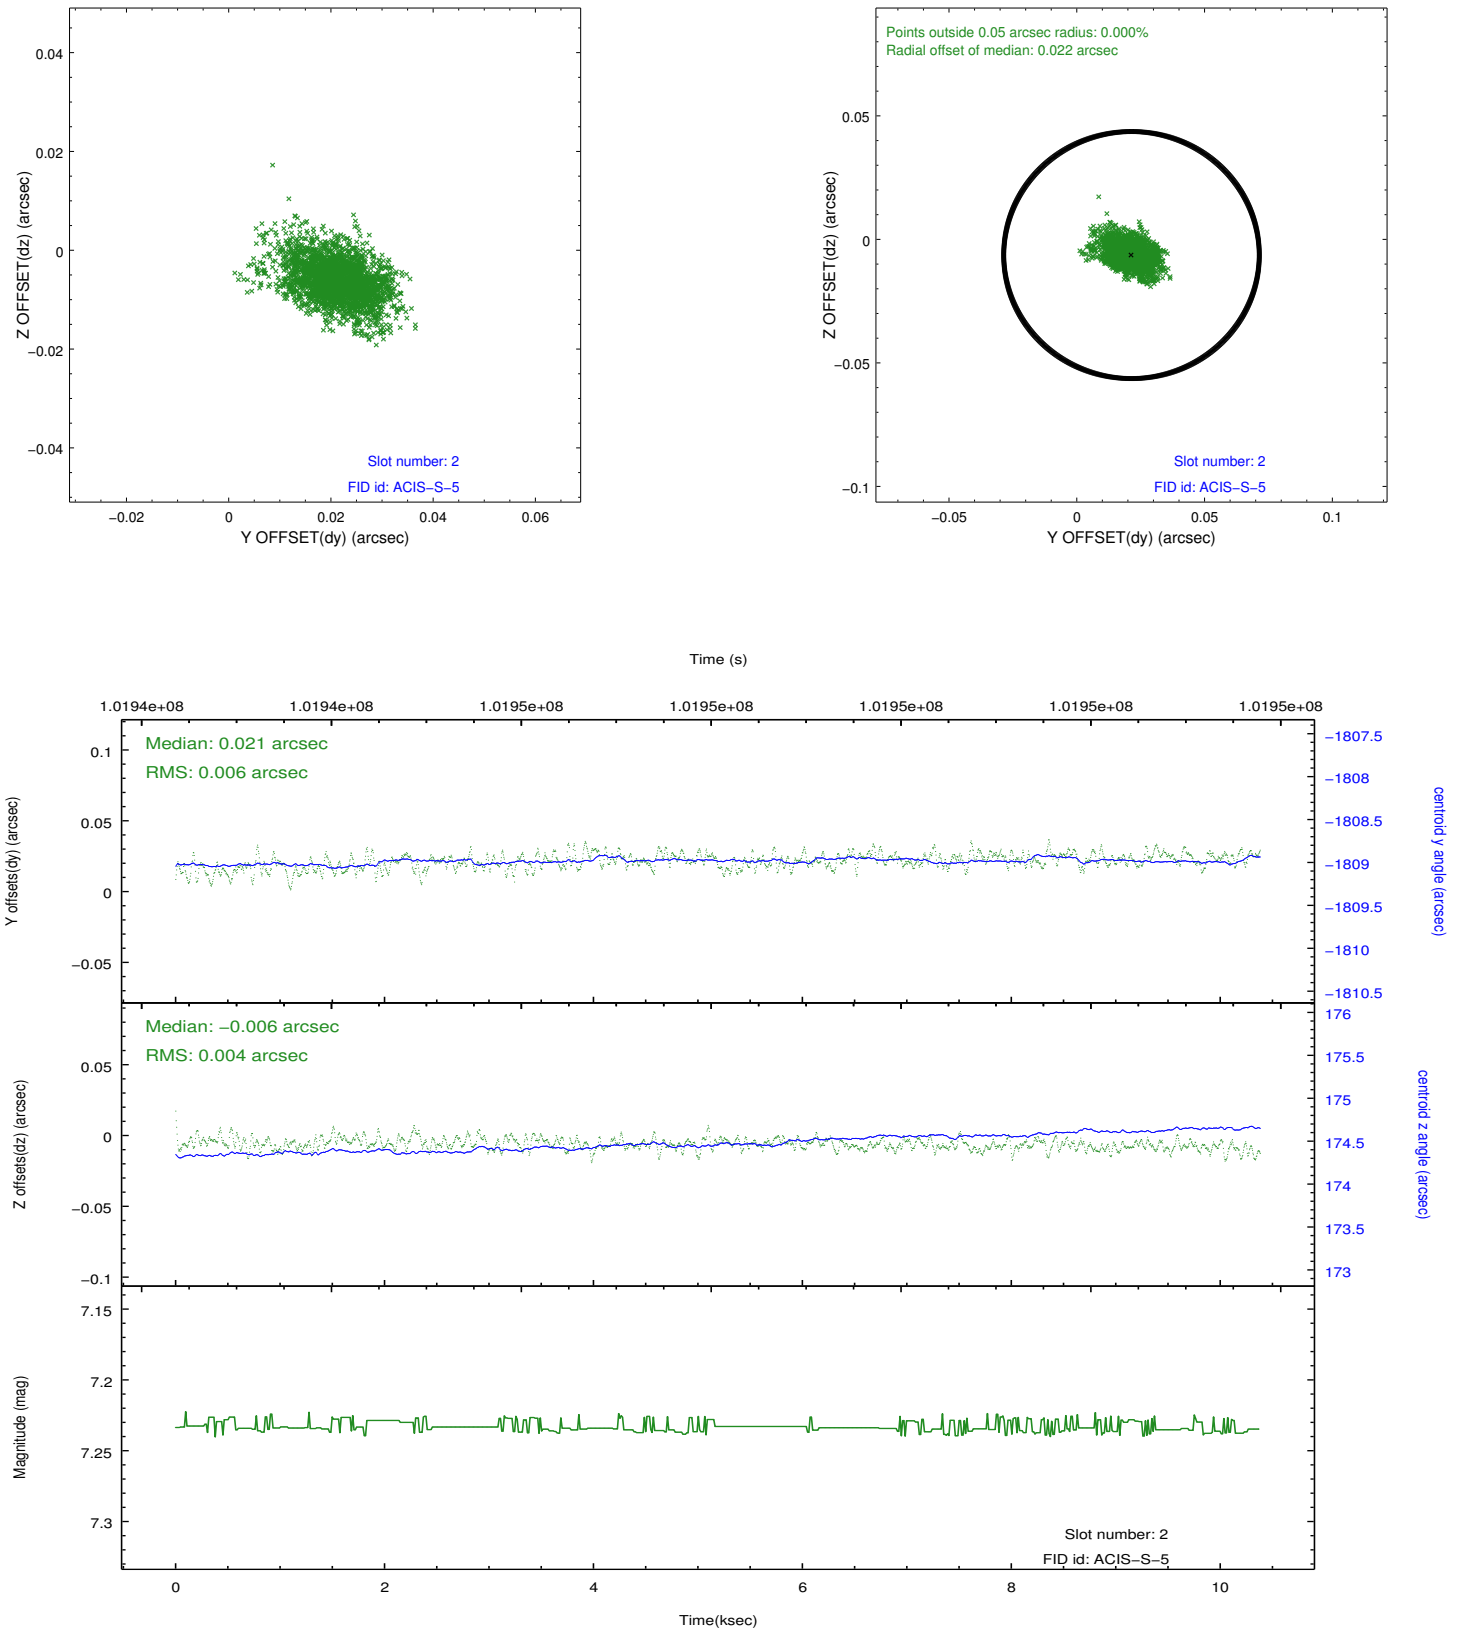 0.04
0.02
0
−0.02
−0.04
Z OFFSET(dz) (arcsec)
Slot number: 2
FID id: ACIS−S−5
−0.02 0 0.02 0.04 0.06
Y OFFSET(dy) (arcsec)
Points outside 0.05 arcsec radius: 0.000%
Radial offset of median: 0.022 arcsec
0.05
0
−0.05
−0.1
Z OFFSET(dz) (arcsec)
Slot number: 2
FID id: ACIS−S−5
−0.05 0 0.05 0.1
Y OFFSET(dy) (arcsec)
Time (s)
1.0194e+08 1.0194e+08 1.0195e+08 1.0195e+08 1.0195e+08 1.0195e+08 1.0195e+08
Median: 0.021 arcsec
RMS: 0.006 arcsec
0.1
0.05
0
−0.05
Y offsets(dy) (arcsec)
−1807.5
−1808
−1808.5
−1809
−1809.5
−1810
−1810.5
centroid y angle (arcsec)
Median: −0.006 arcsec
RMS: 0.004 arcsec
0.05
0
−0.05
−0.1
Z offsets(dz) (arcsec)
176
175.5
175
174.5
174
173.5
173
centroid z angle (arcsec)
7.15
7.2
7.25
7.3
Magnitude (mag)
Slot number: 2
FID id: ACIS−S−5
0 2 4 6 8 10
Time(ksec)